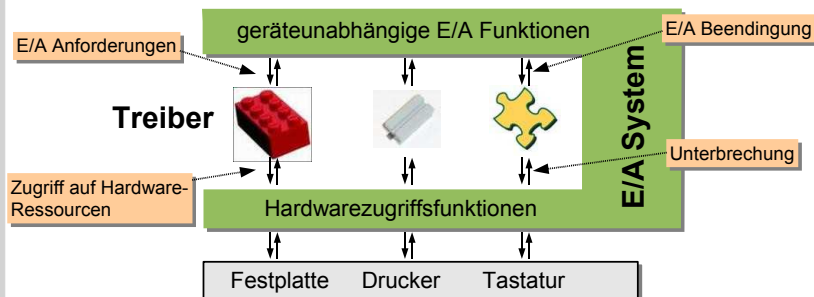 geräteunabhängige E/A Funktionen
E/A Anforderungen
E/A Beendingung
Treiber
E/A System
Unterbrechung
Zugriff auf Hardware-
Ressourcen
Hardwarezugriffsfunktionen
Festplatte Drucker Tastatur